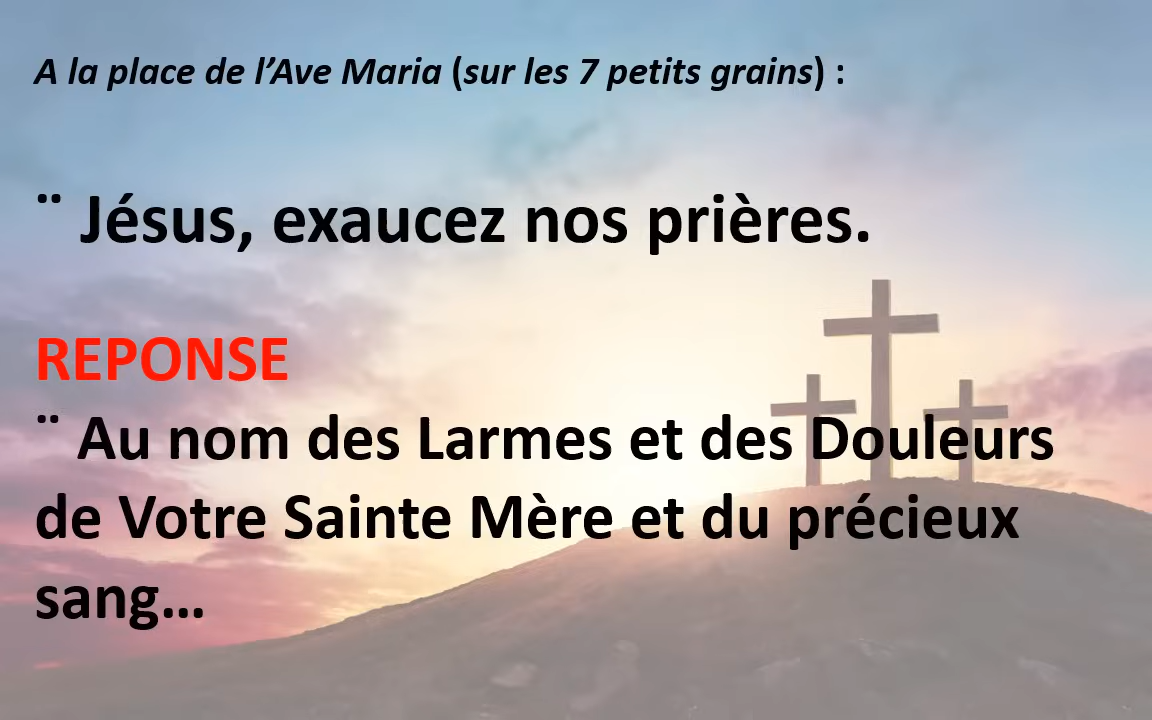 A la place de l’Ave Maria (sur les 7 petits grains) :
¨ Jésus, exaucez nos prières.
REPONSE
¨ Au nom des Larmes et des Douleurs
de Votre Sainte Mère et du précieux
sang…